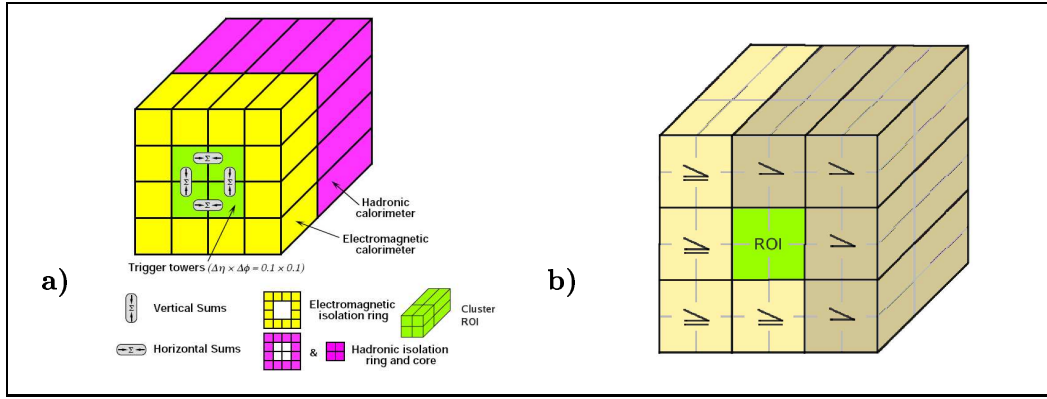 Σ
Σ
Σ
Σ
Hadronic
calorimeter
Electromagnetic
calorimeter
Trigger towers (Δη × Δϕ = 0.1 × 0.1)
a)
Σ
Vertical Sums
Electromagnetic
isolation ring
Cluster
ROI
Σ
Horizontal Sums
&
Hadronic isolation
ring and core
≥ > >
≥ ROI >
≥ ≥ >
b)